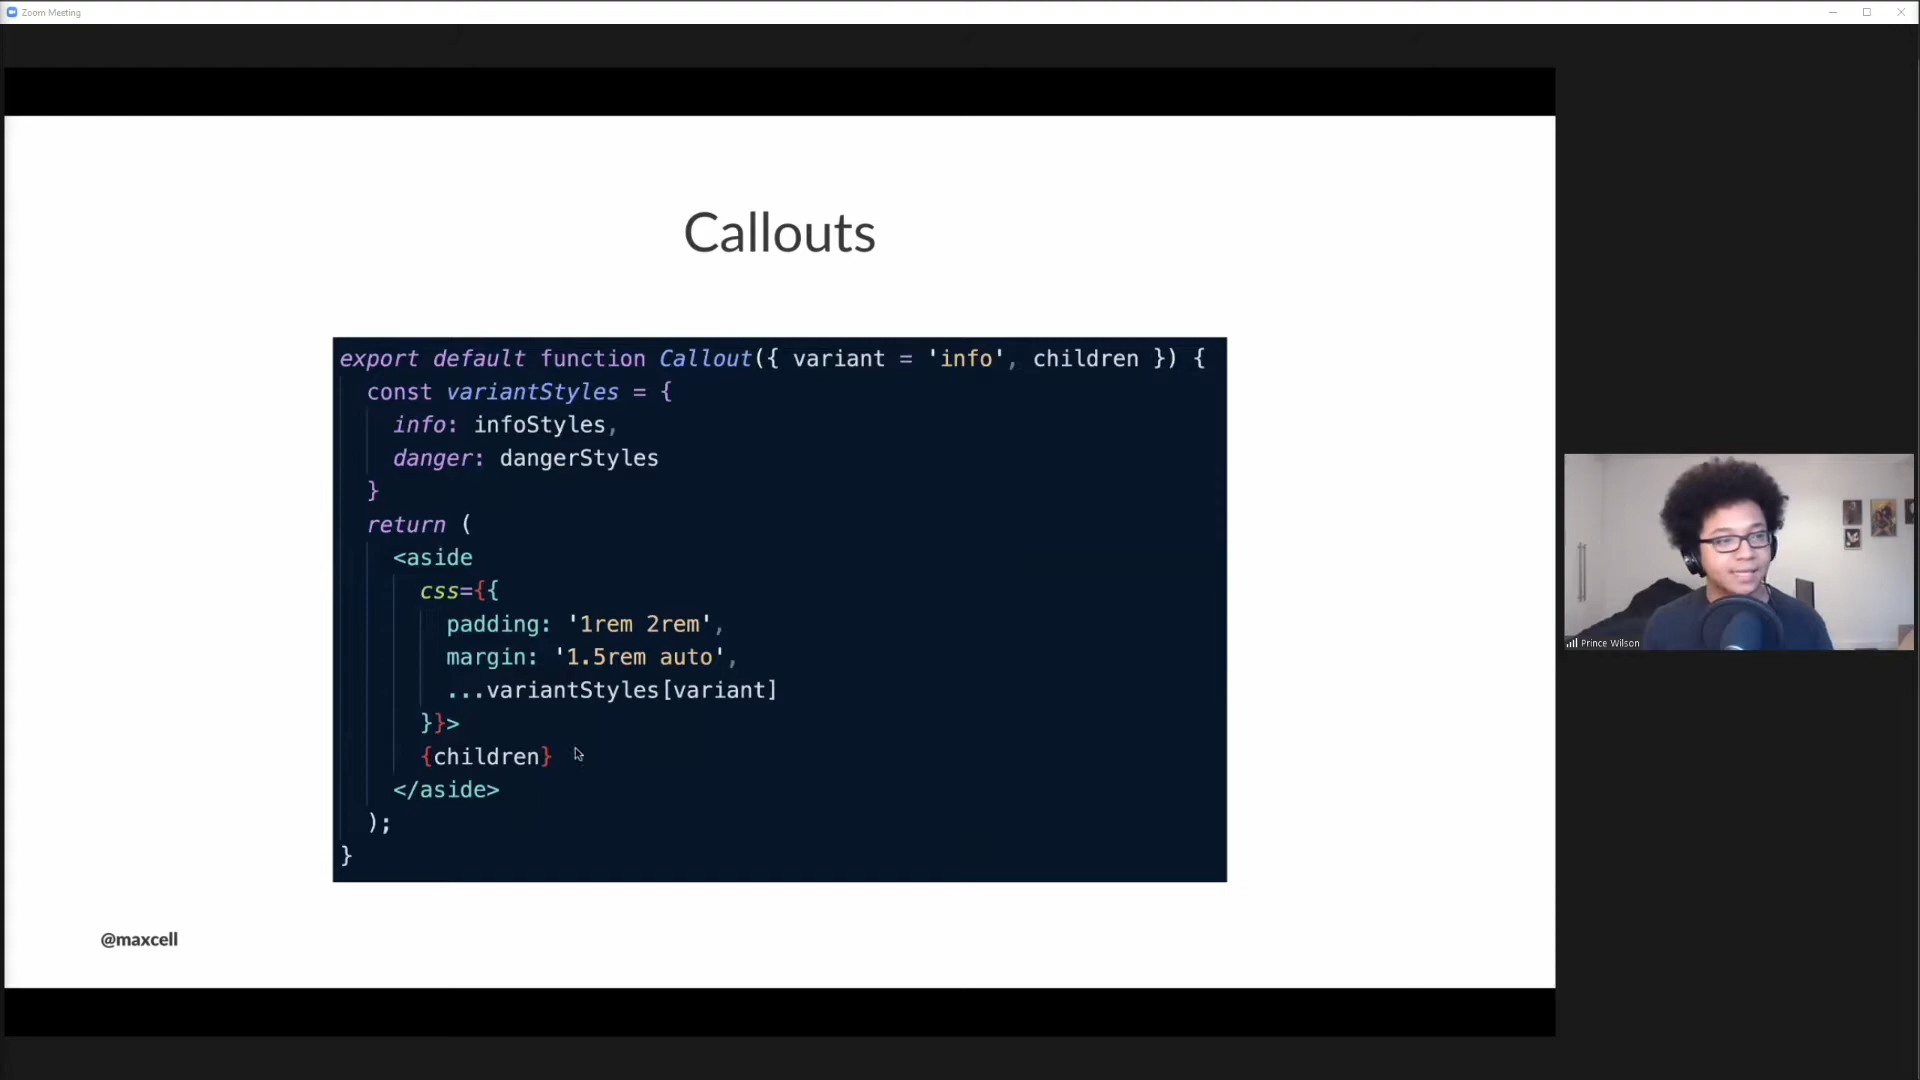 Zoom Meeting
Callouts
export default function Callout({ variant = 'info', children }) {
const variantStyles = {
info: infoStyles,
danger: dangerStyles
}
return (
<aside
css={{
padding: '1rem 2rem',
margin: '1.5rem auto',
...variantStyles[variant]
}}>
{children}
</aside>
);
}
@maxcell
Prince Wilson